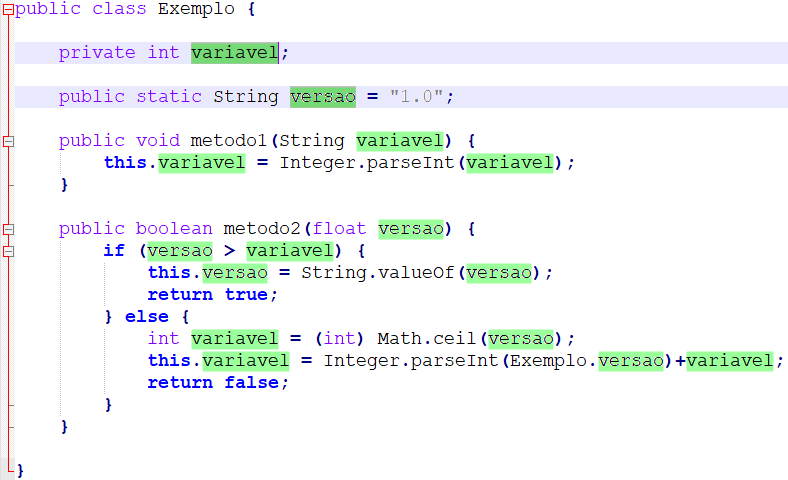 public class Exemplo {
private int variavel;
public static String versao = "1.0";
public void metodo1(String variavel) {
this.variavel = Integer.parseInt(variavel);
}
public boolean metodo2(float versao) {
if (versao > variavel) {
this.versao = String.valueOf(versao);
return true;
} else {
int variavel = (int) Math.ceil(versao);
this.variavel = Integer.parseInt(Exemplo.versao)+variavel;
return false;
}
}
}